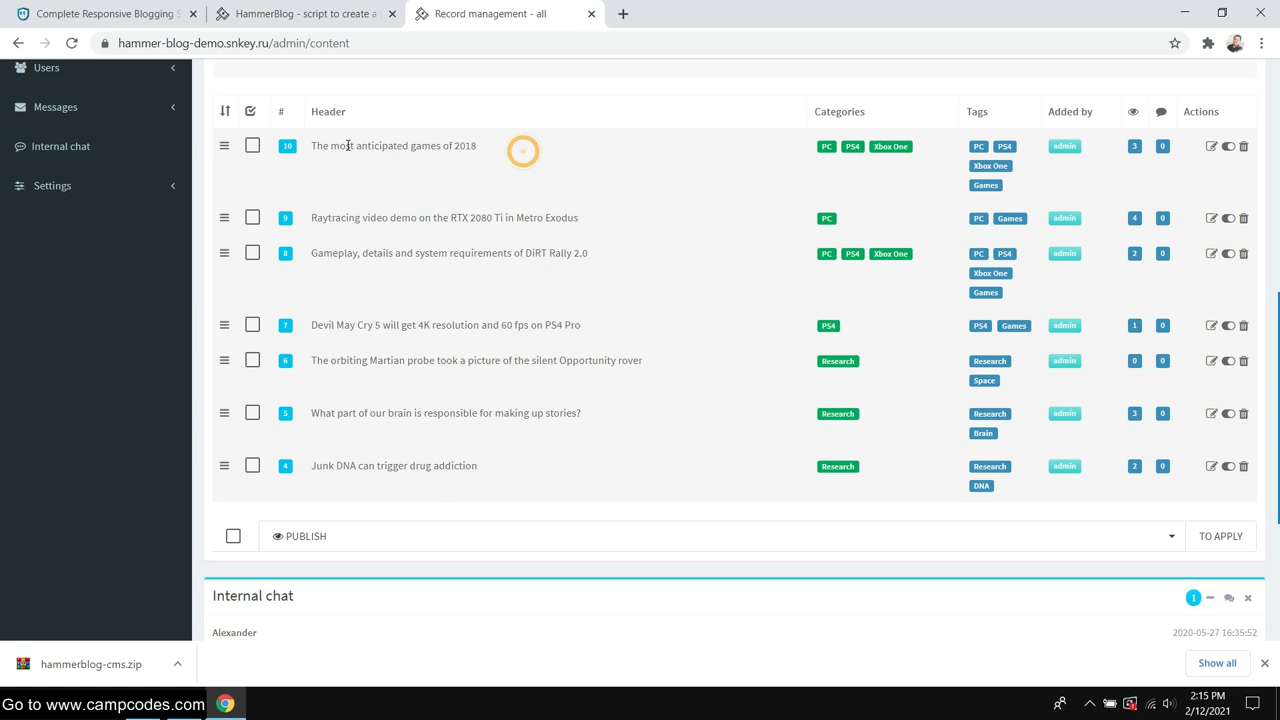 Complete Responsive Blogging S
HammerBlog - script to create a
Record management - all
hammer-blog-demo.snkey.ru/admin/content
Users
Messages
Internal chat
Settings
# Header Categories Tags Added by Actions
10 The most anticipated games of 2018 PC PS4 Xbox One PC PS4 admin 3 0
Xbox One
Games
9 Raytracing video demo on the RTX 2080 Ti in Metro Exodus PC PC Games admin 4 0
8 Gameplay, details and system requirements of DiRT Rally 2.0 PC PS4 Xbox One PC PS4 admin 2 0
Xbox One
Games
7 Devil May Cry 5 will get 4K resolution and 60 fps on PS4 Pro PS4 PS4 Games admin 1 0
6 The orbiting Martian probe took a picture of the silent Opportunity rover Research Research admin 0 0
Space
5 What part of our brain is responsible for making up stories? Research Research admin 3 0
Brain
4 Junk DNA can trigger drug addiction Research Research admin 2 0
DNA
PUBLISH TO APPLY
Internal chat 1
Alexander 2020-05-27 16:35:52
hammerblog-cms.zip Show all
Go to www.campcodes.com
2:15 PM
2/12/2021